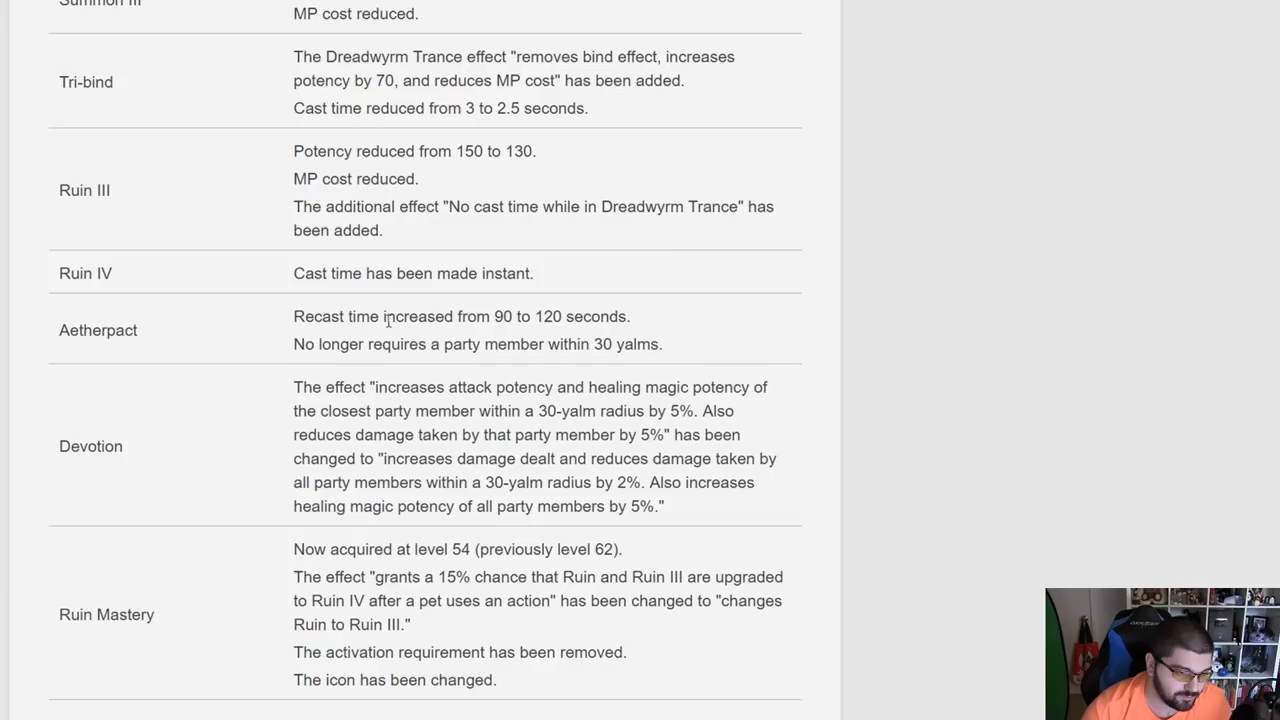 Summon III
MP cost reduced.
The Dreadwyrm Trance effect "removes bind effect, increases
potency by 70, and reduces MP cost" has been added.
Tri-bind
Cast time reduced from 3 to 2.5 seconds.
Potency reduced from 150 to 130.
MP cost reduced.
Ruin III
The additional effect "No cast time while in Dreadwyrm Trance" has
been added.
Ruin IV
Cast time has been made instant.
Recast time increased from 90 to 120 seconds.
Aetherpact
No longer requires a party member within 30 yalms.
The effect "increases attack potency and healing magic potency of
the closest party member within a 30-yalm radius by 5%. Also
reduces damage taken by that party member by 5%" has been
Devotion
changed to "increases damage dealt and reduces damage taken by
all party members within a 30-yalm radius by 2%. Also increases
healing magic potency of all party members by 5%."
Now acquired at level 54 (previously level 62).
The effect "grants a 15% chance that Ruin and Ruin III are upgraded
to Ruin IV after a pet uses an action" has been changed to "changes
Ruin Mastery
Ruin to Ruin III."
The activation requirement has been removed.
The icon has been changed.